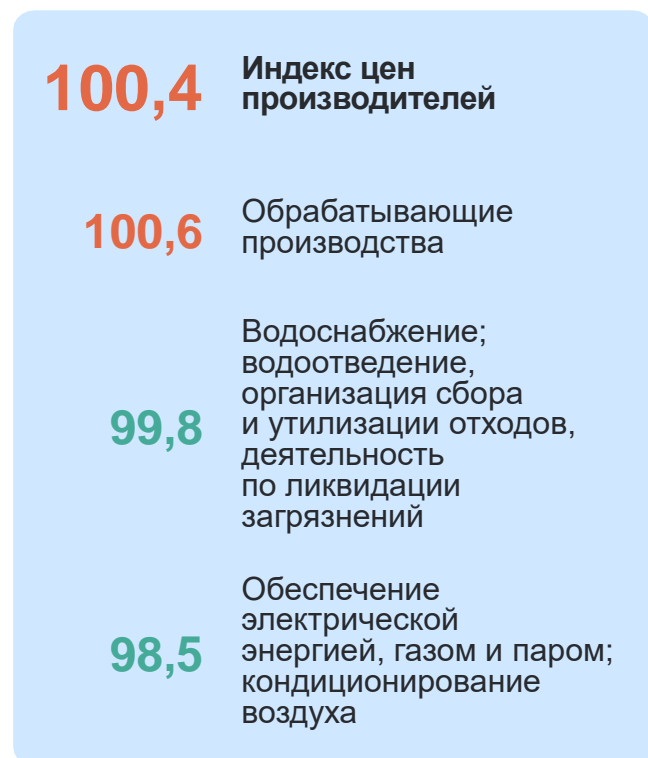 100,4
Индекс цен
производителей
100,6
Обрабатывающие
производства
99,8
Водоснабжение;
водоотведение,
организация сбора
и утилизации отходов,
деятельность
по ликвидации
загрязнений
98,5
Обеспечение
электрической
энергией, газом и паром;
кондиционирование
воздуха